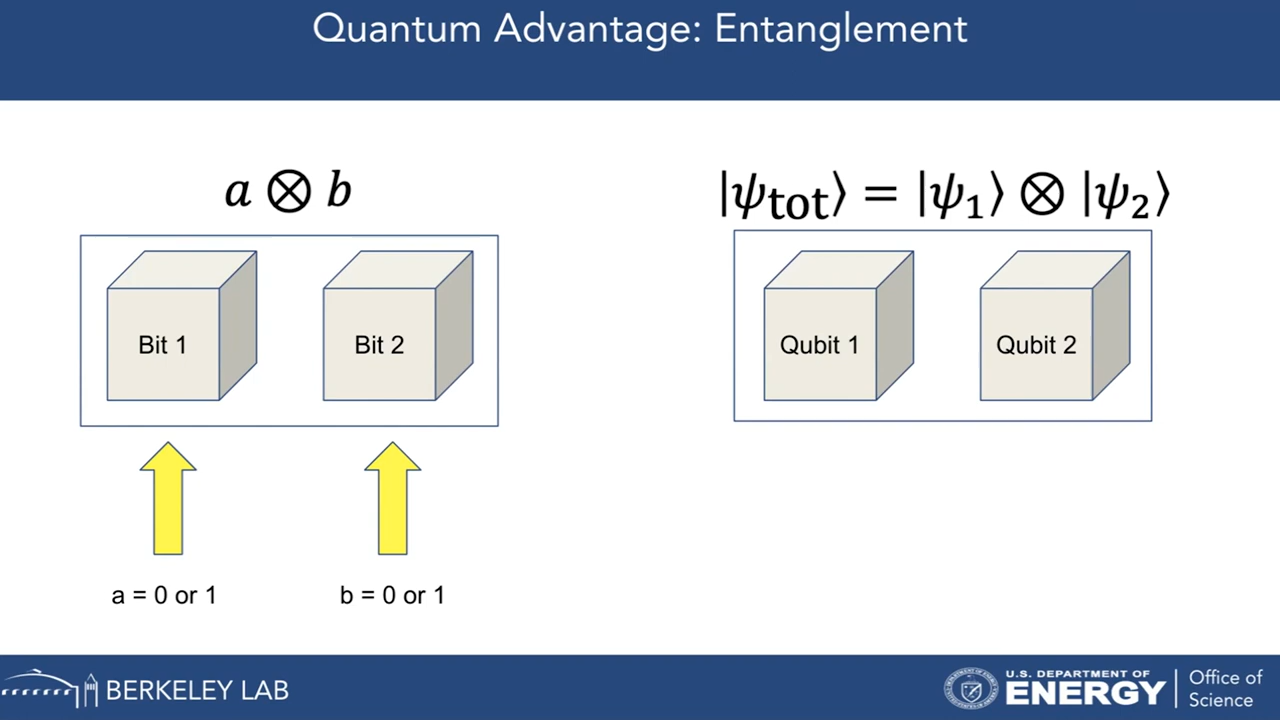 Quantum Advantage: Entanglement
a ⊗ b
|ψtot⟩ = |ψ1⟩ ⊗ |ψ2⟩
Bit 1
Bit 2
Qubit 1
Qubit 2
a = 0 or 1
b = 0 or 1
BERKELEY LAB
U.S. DEPARTMENT OF
ENERGY
Office of
Science